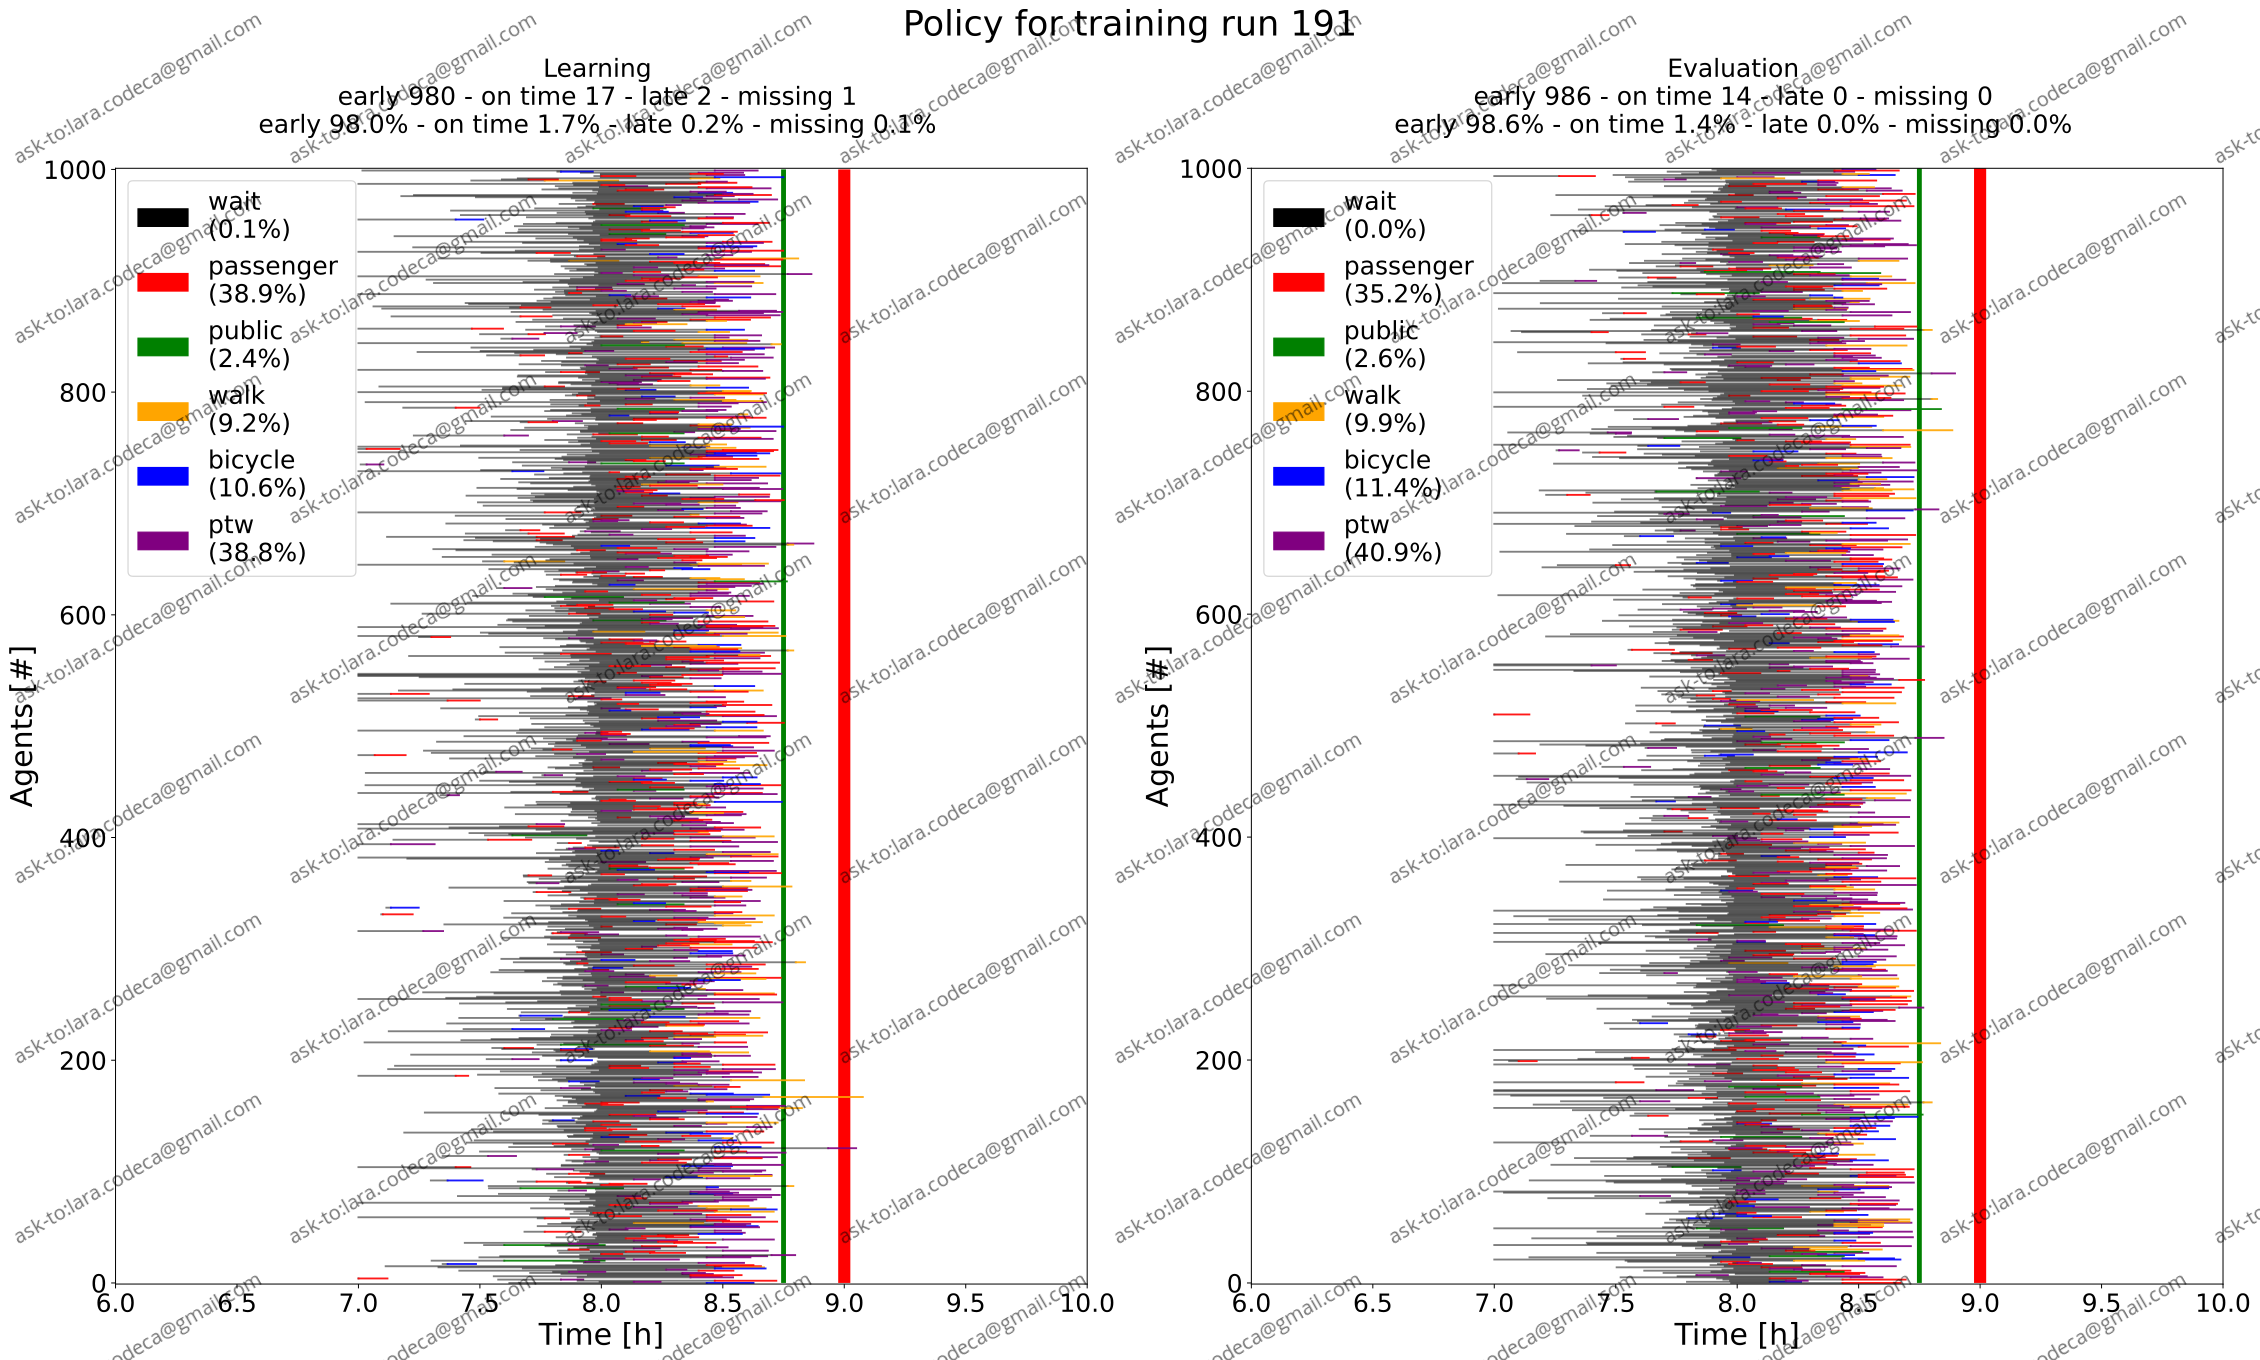 Policy for training run 191
Learning
early 980 - on time 17 - late 2 - missing 1
early 98.0% - on time 1.7% - late 0.2% - missing 0.1%
1000
800
600
400
200
0
Agents [#]
wait
(0.1%)
passenger
(38.9%)
public
(2.4%)
walk
(9.2%)
bicycle
(10.6%)
ptw
(38.8%)
6.0 6.5 7.0 7.5 8.0 8.5 9.0 9.5 10.0
Time [h]
Evaluation
early 986 - on time 14 - late 0 - missing 0
early 98.6% - on time 1.4% - late 0.0% - missing 0.0%
1000
800
600
400
200
0
Agents [#]
wait
(0.0%)
passenger
(35.2%)
public
(2.6%)
walk
(9.9%)
bicycle
(11.4%)
ptw
(40.9%)
6.0 6.5 7.0 7.5 8.0 8.5 9.0 9.5 10.0
Time [h]
ask-to:lara.codeca@gmail.com